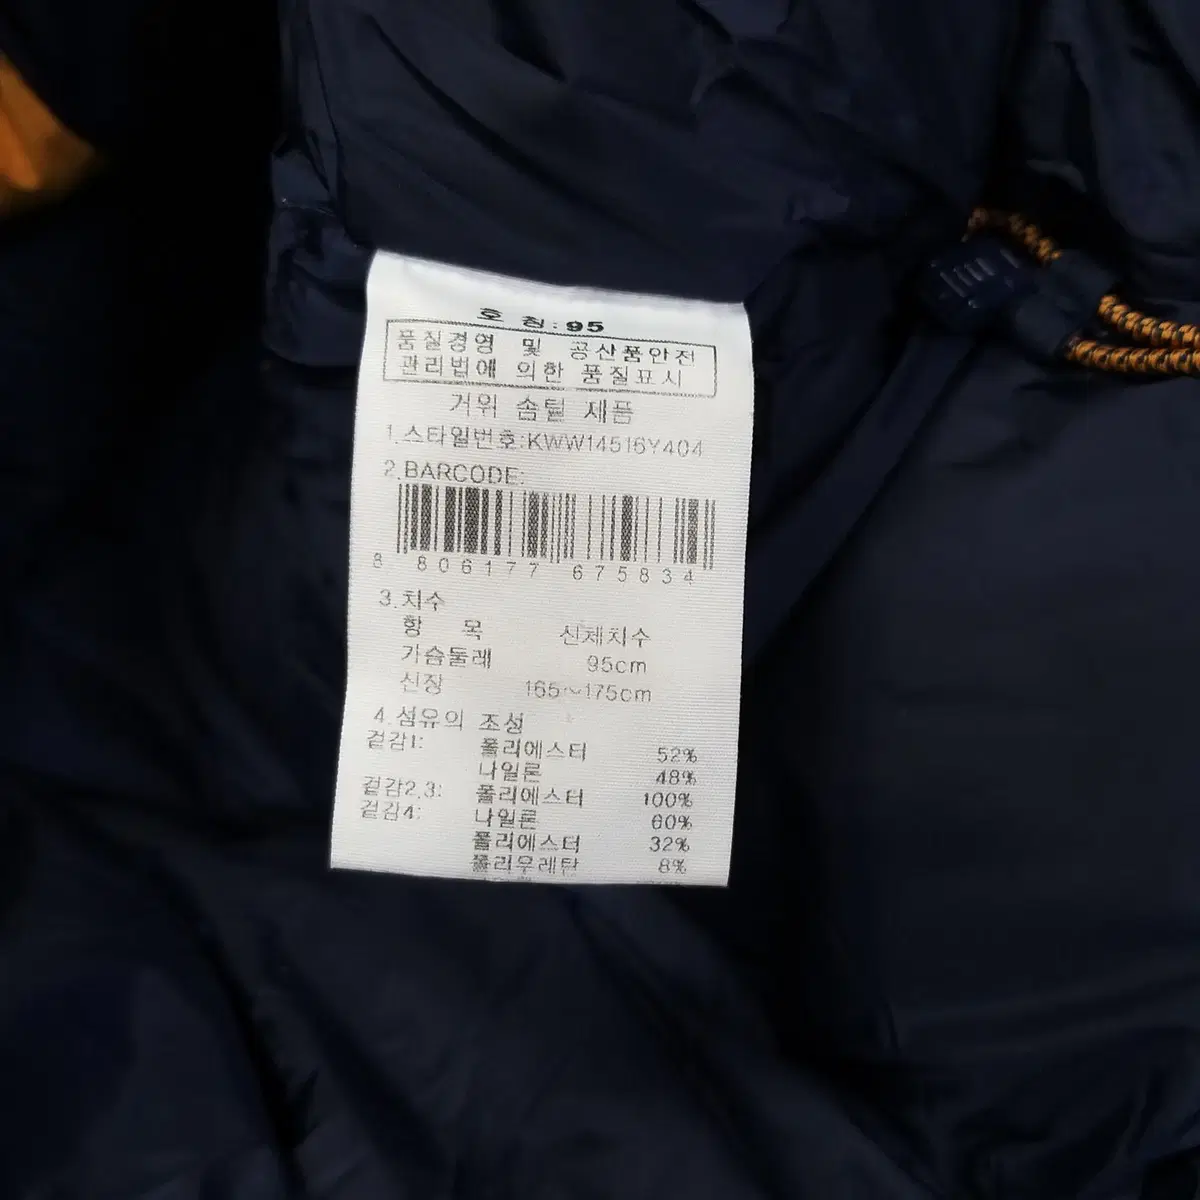 호 칭:95
품질경영 및 공산품안전
관리법에 의한 품질표시
거위 솜털 제품
1.스타일번호:KWW14516Y404
2.BARCODE:
8 806177 675834
3.치수
항 목 신체치수
가슴둘레 95cm
신장 165~175cm
4.섬유의 조성
겉감1: 폴리에스터 52%
나일론 48%
겉감2.3: 폴리에스터 100%
겉감4: 나일론 60%
폴리에스터 32%
폴리우레탄 8%